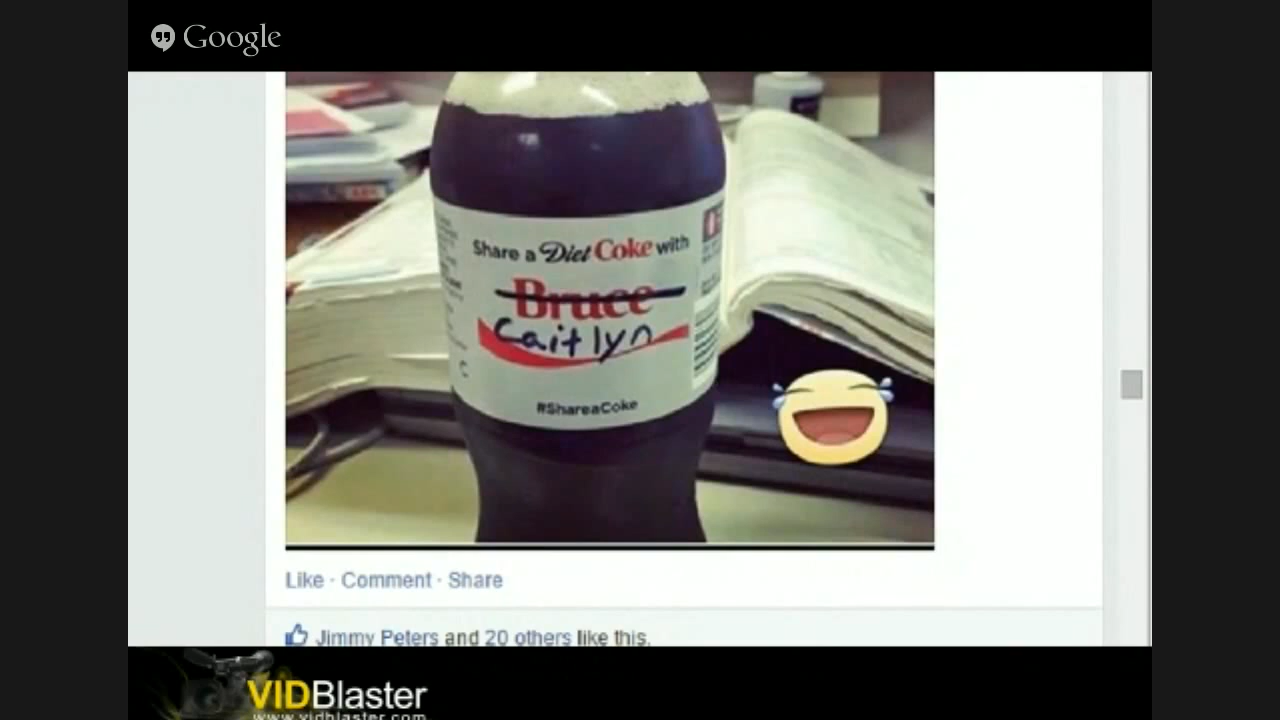 Google
Share a Diet Coke with
Bruce
Caitlyn
#ShareaCoke
Like · Comment · Share
Jimmy Peters and 20 others like this.
VIDBlaster
www.vidblaster.com